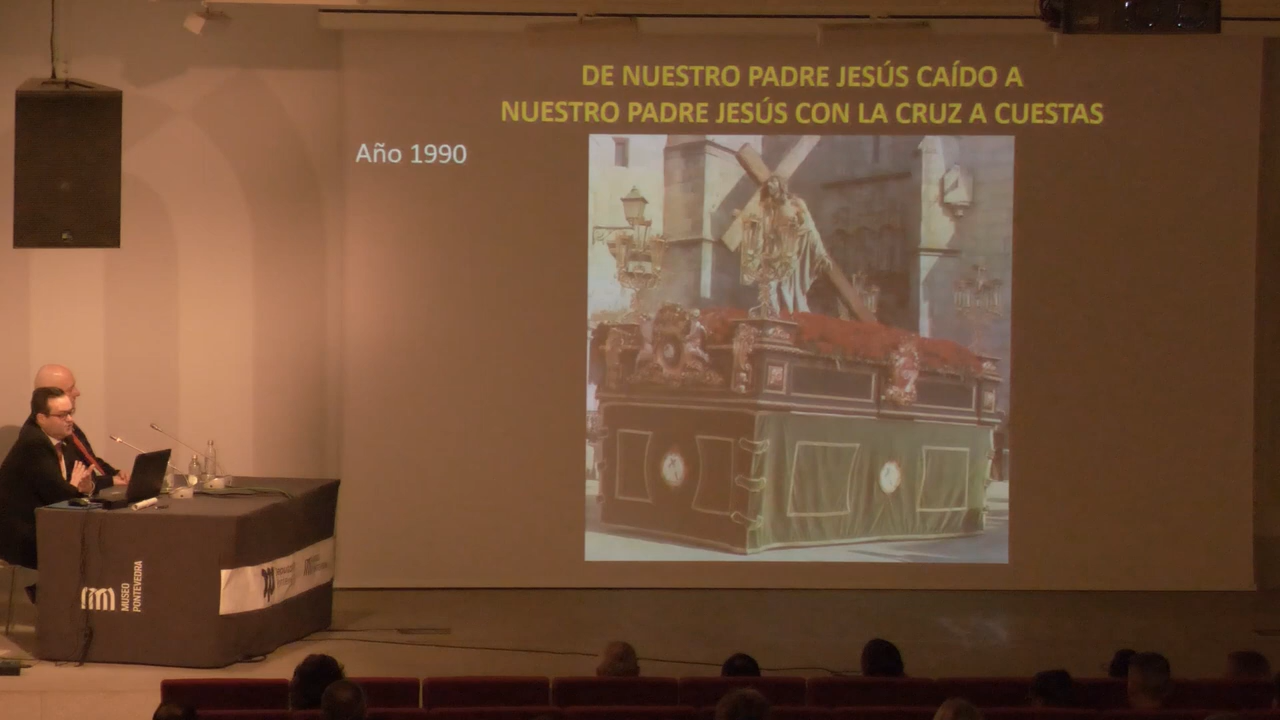 DE NUESTRO PADRE JESÚS CAÍDO A
NUESTRO PADRE JESÚS CON LA CRUZ A CUESTAS
Año 1990
MUSEO
PONTEVEDRA